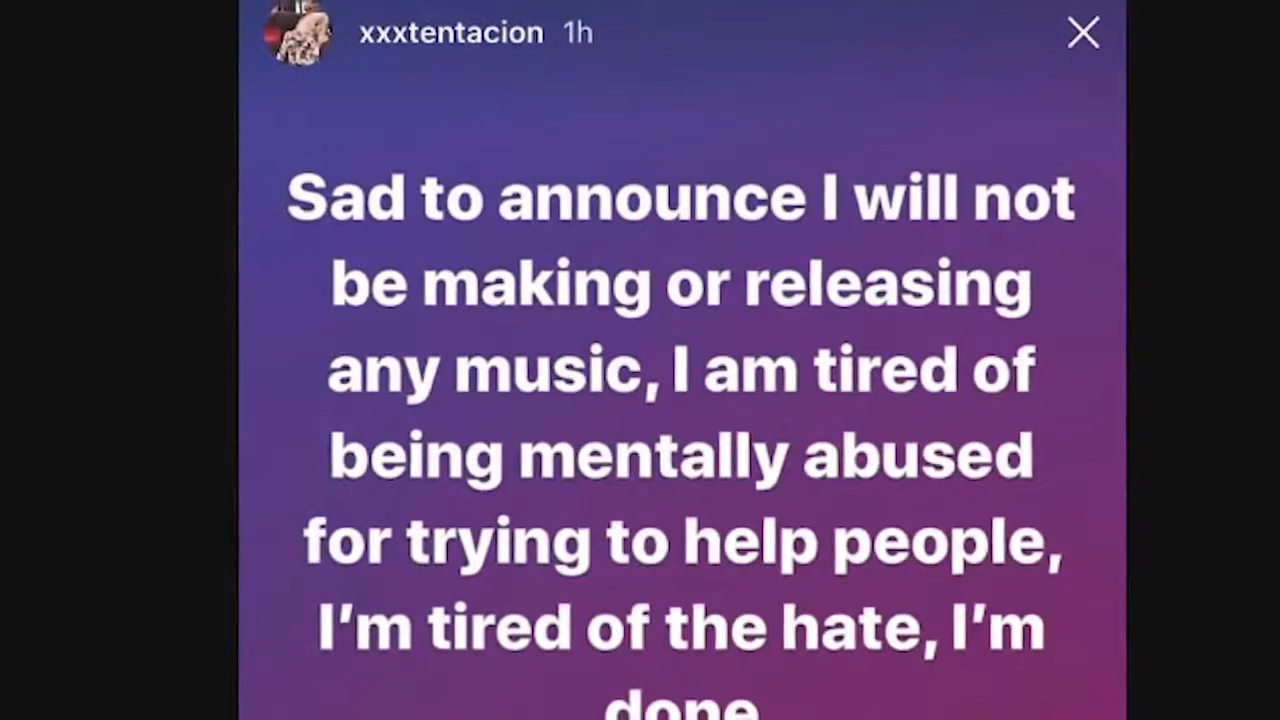 xxxtentacion 1h
Sad to announce I will not
be making or releasing
any music, I am tired of
being mentally abused
for trying to help people,
I’m tired of the hate, I’m
done